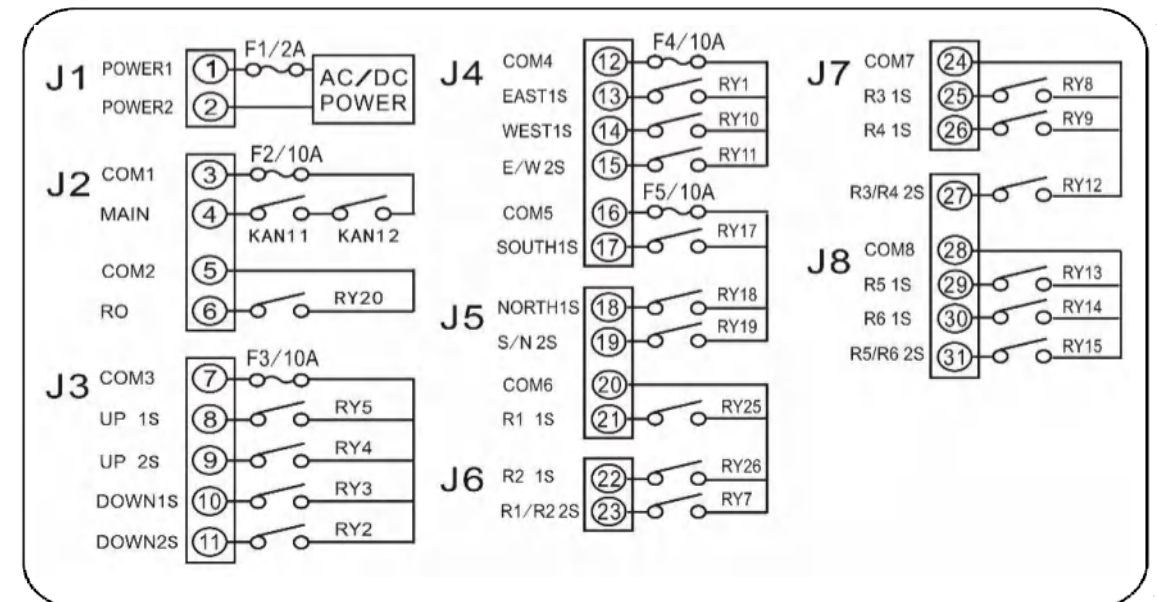 J1
F1/2A
POWER1 1 AC/DC
POWER2 2 POWER
J2
F2/10A
COM1 3
MAIN 4
KAN11 KAN12
COM2 5
RO 6 RY20
J3
F3/10A
COM3 7
UP 1S 8 RY5
UP 2S 9 RY4
DOWN1S 10 RY3
DOWN2S 11 RY2
J4
F4/10A
COM4 12
EAST1S 13 RY1
WEST1S 14 RY10
E/W2S 15 RY11
F5/10A
COM5 16
SOUTH1S 17 RY17
J5
NORTH1S 18 RY18
S/N 2S 19 RY19
COM6 20
R1 1S 21 RY25
J6
R2 1S 22 RY26
R1/R2 2S 23 RY7
J7
COM7 24
R3 1S 25 RY8
R4 1S 26 RY9
R3/R4 2S 27 RY12
J8
COM8 28
R5 1S 29 RY13
R6 1S 30 RY14
R5/R6 2S 31 RY15